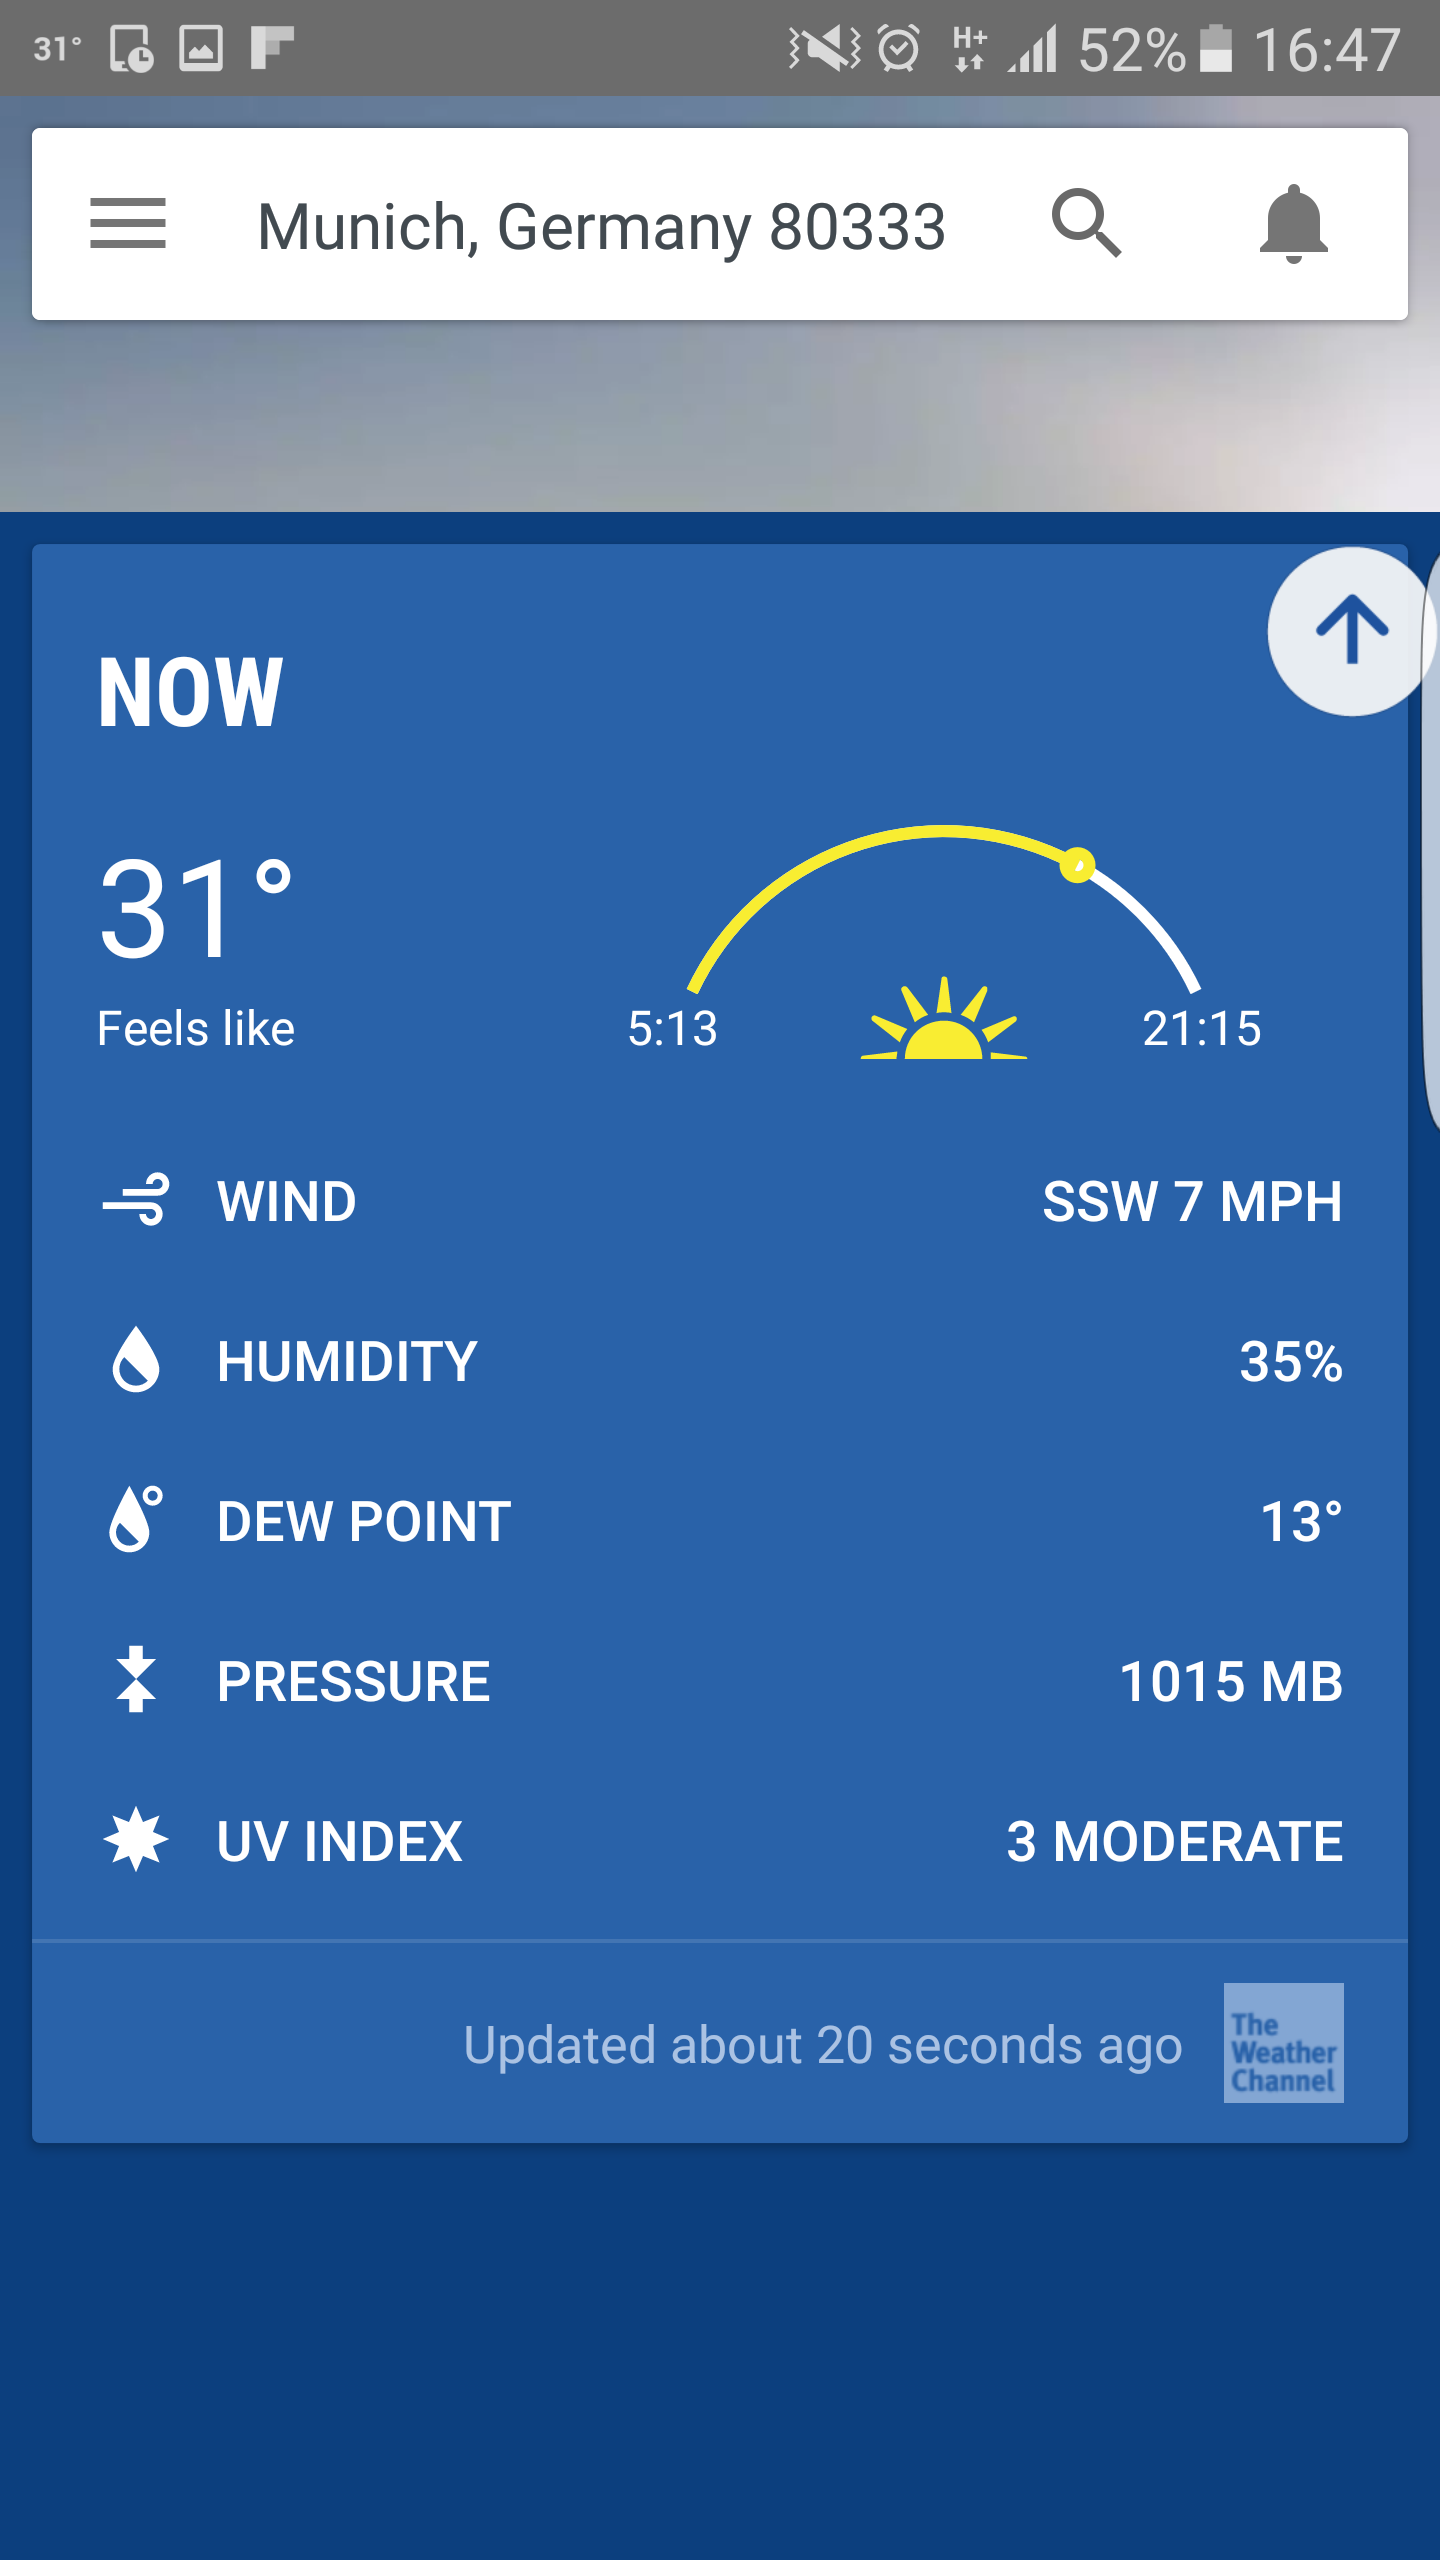 31° H+ 52% 16:47
Munich, Germany 80333
NOW
31°
Feels like
5:13 21:15
WIND SSW 7 MPH
HUMIDITY 35%
DEW POINT 13°
PRESSURE 1015 MB
UV INDEX 3 MODERATE
Updated about 20 seconds ago
The
Weather
Channel